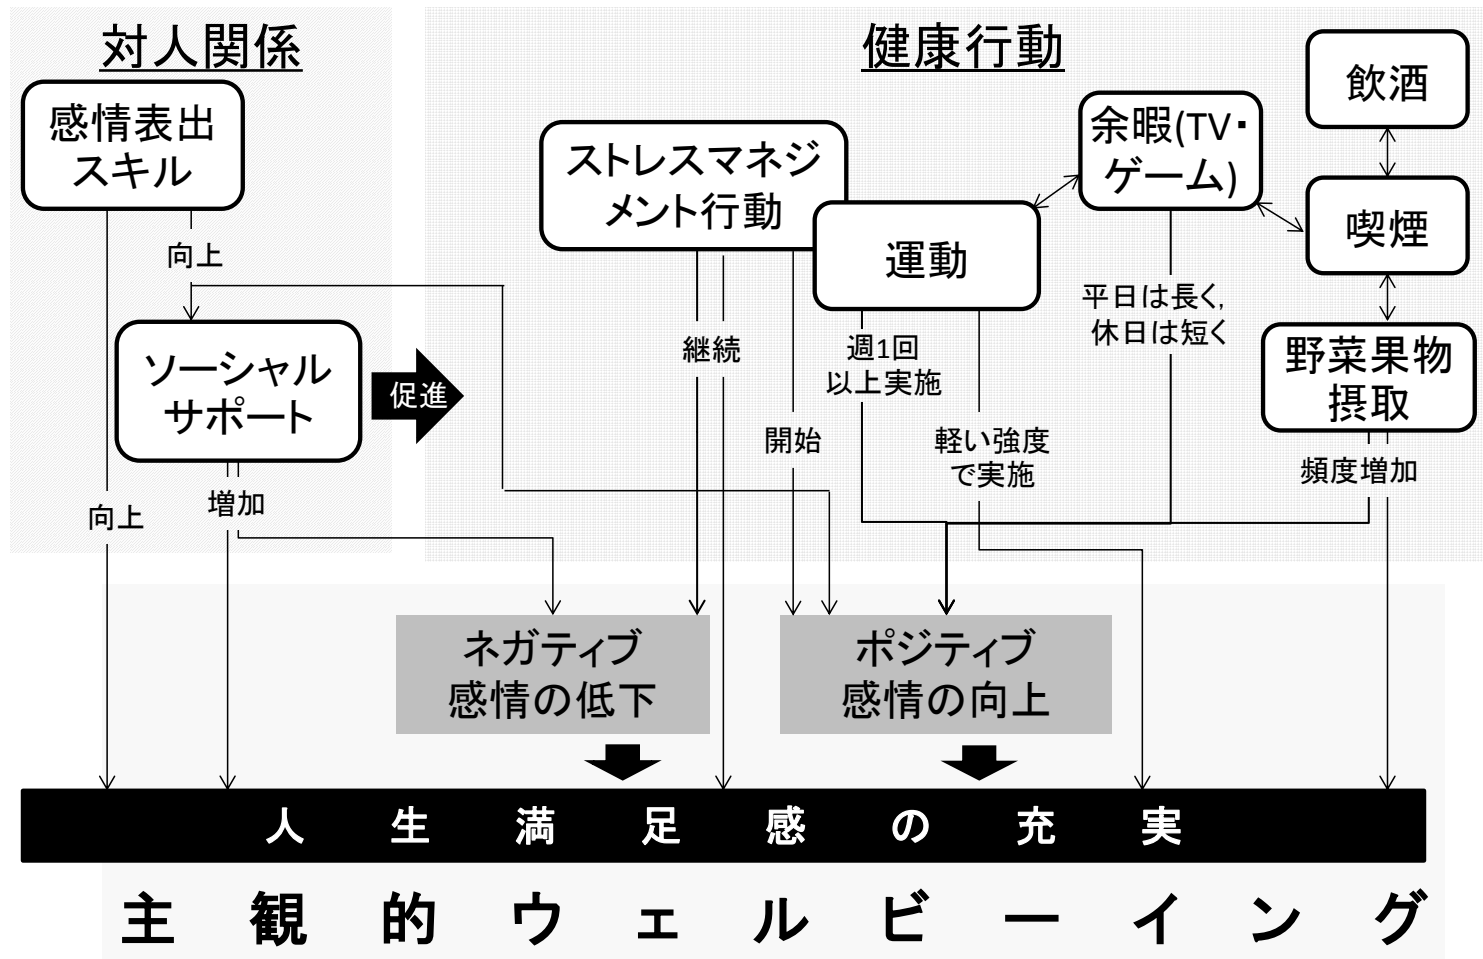 対人関係
健康行動
感情表出
スキル
ストレスマネジ
メント行動
運動
余暇(TV・
ゲーム)
飲酒
喫煙
野菜果物
摂取
向上
ソーシャル
サポート
促進
継続
開始
週1回
以上実施
軽い強度
で実施
平日は長く,
休日は短く
頻度増加
向上
増加
ネガティブ
感情の低下
ポジティブ
感情の向上
人生満足感の充実
主観的ウェルビーイング